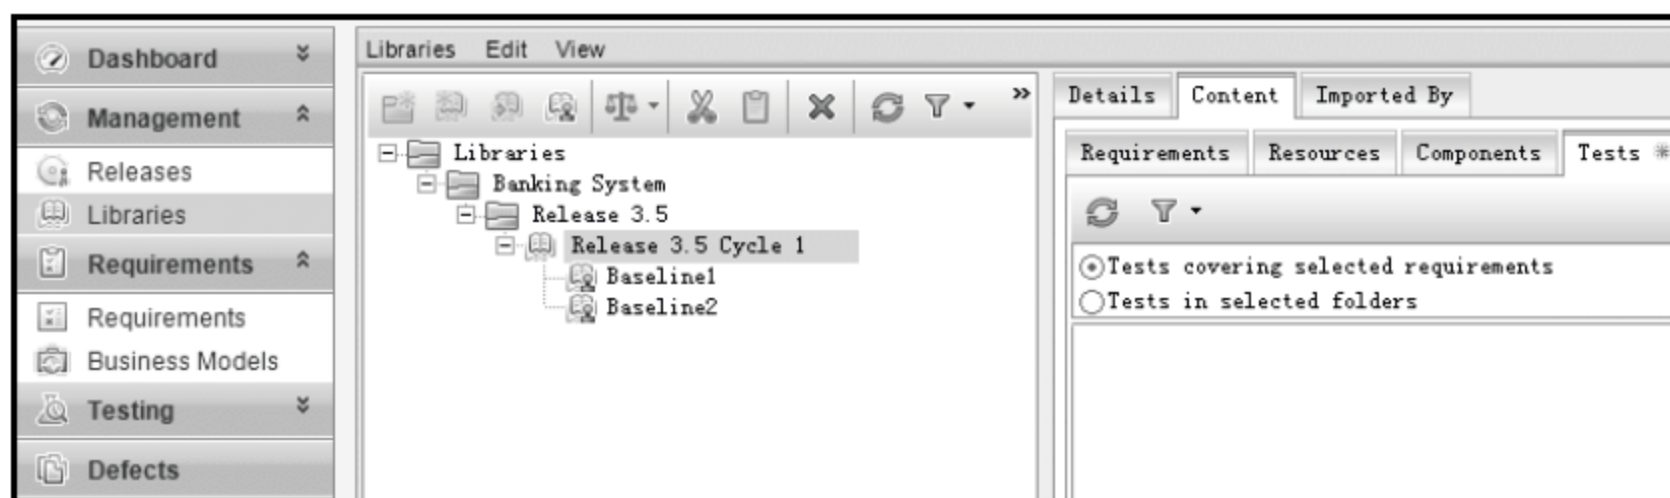 Dashboard
Management
Releases
Libraries
Requirements
Requirements
Business Models
Testing
Defects
Libraries Edit View
Libraries
Banking System
Release 3.5
Release 3.5 Cycle 1
Baseline1
Baseline2
Details Content Imported By
Requirements Resources Components Tests
Tests covering selected requirements
Tests in selected folders